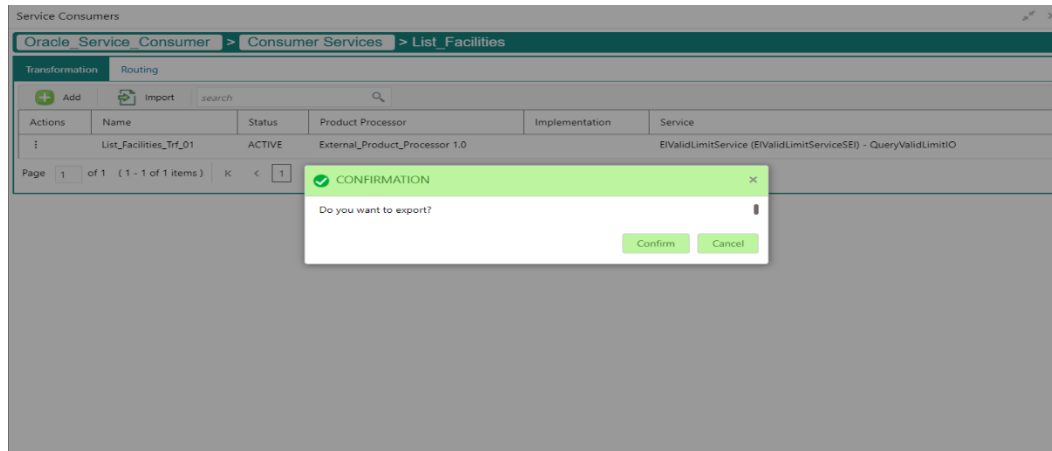 Service Consumers
Oracle_Service_Consumer > Consumer Services > List_Facilities
Transformation Routing
Add Import search
Actions Name Status Product Processor Implementation Service
List_Facilities_Trf_01 ACTIVE External_Product_Processor 1.0 EIValidLimitService (EIValidLimitServiceSEI) - QueryValidLimitIO
Page 1 of 1 (1 - 1 of 1 items) K < 1
CONFIRMATION ×
Do you want to export?
Confirm Cancel